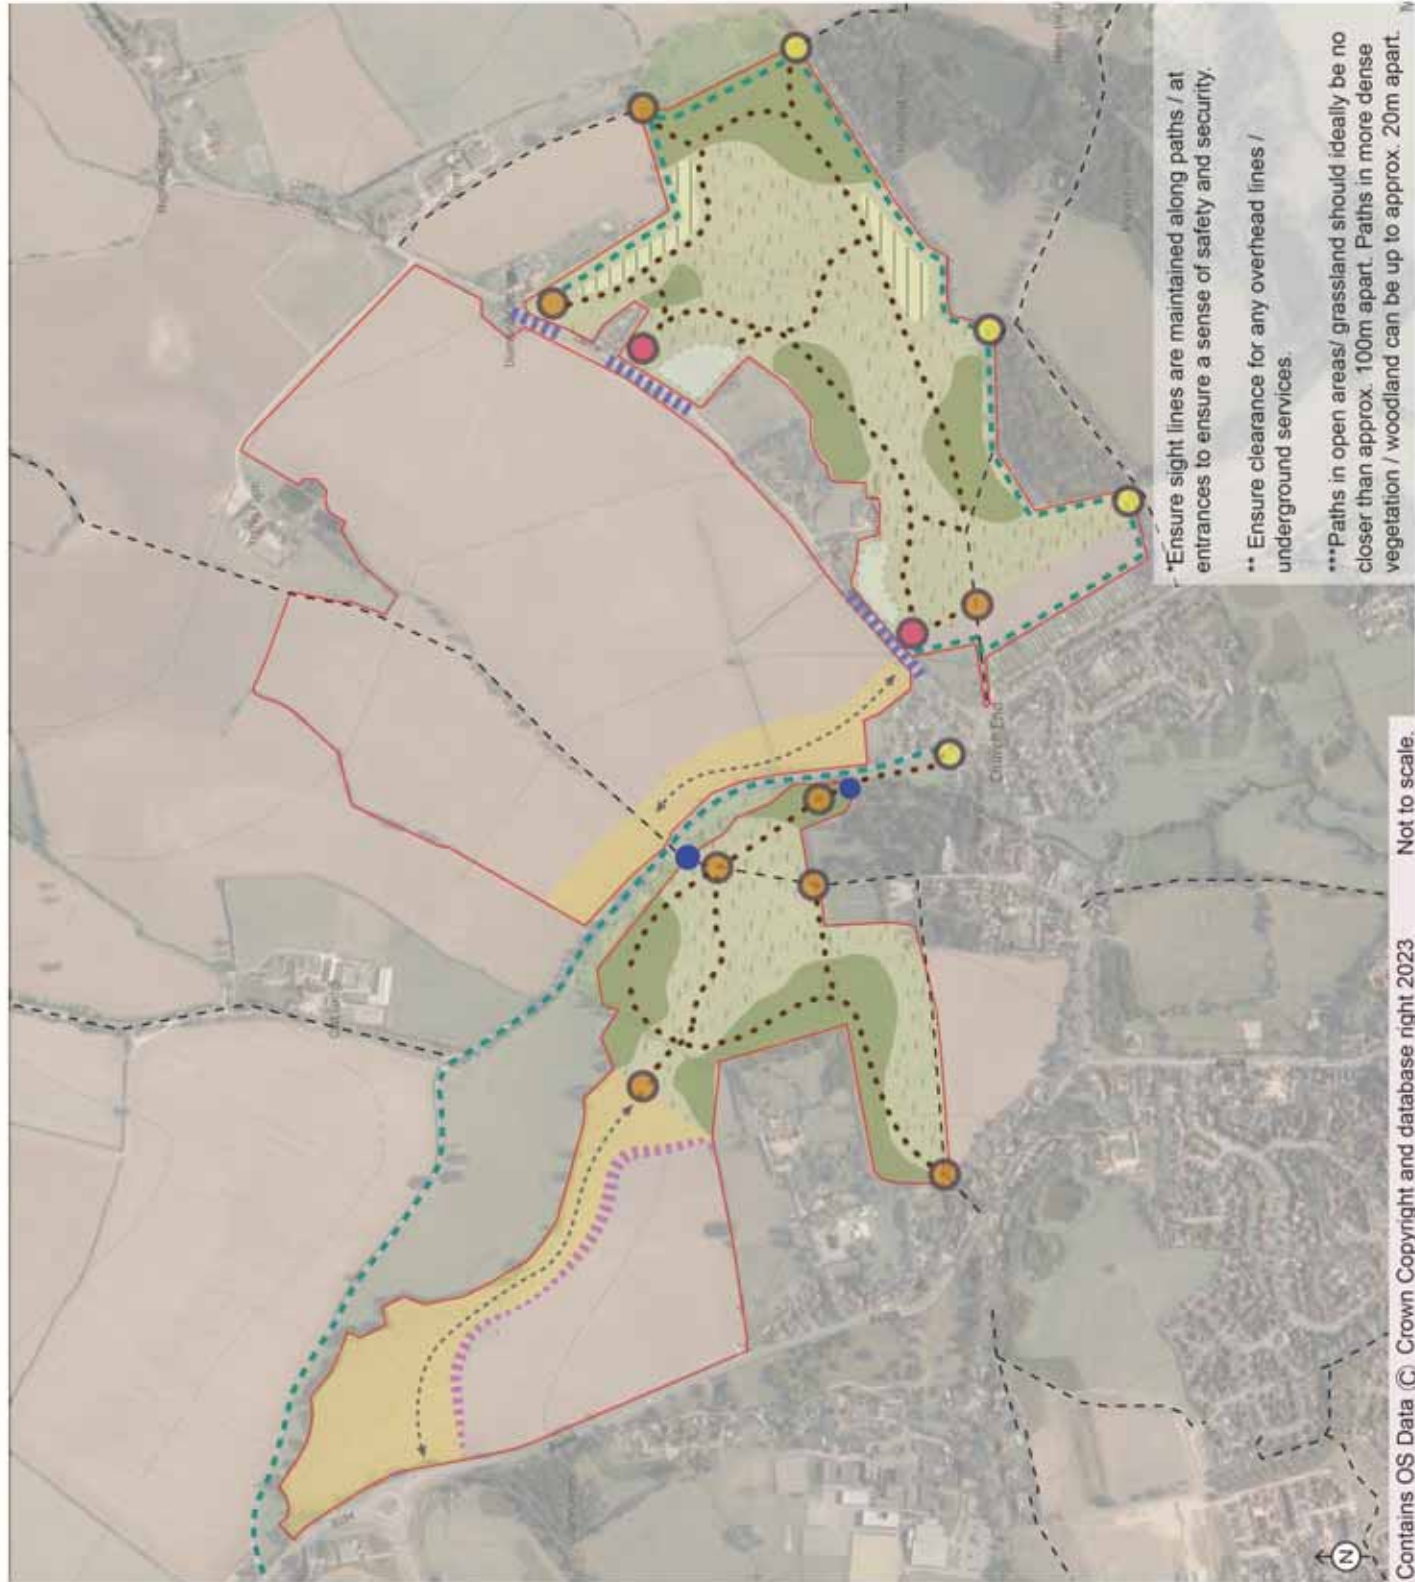 *Ensure sight lines are maintained along paths / at
entrances to ensure a sense of safety and security.
** Ensure clearance for any overhead lines /
underground services.
***Paths in open areas/ grassland should ideally be no
closer than approx. 100m apart. Paths in more dense
vegetation / woodland can be up to approx. 20m apart.
Church End
N
Contains OS Data © Crown Copyright and database right 2023 Not to scale.